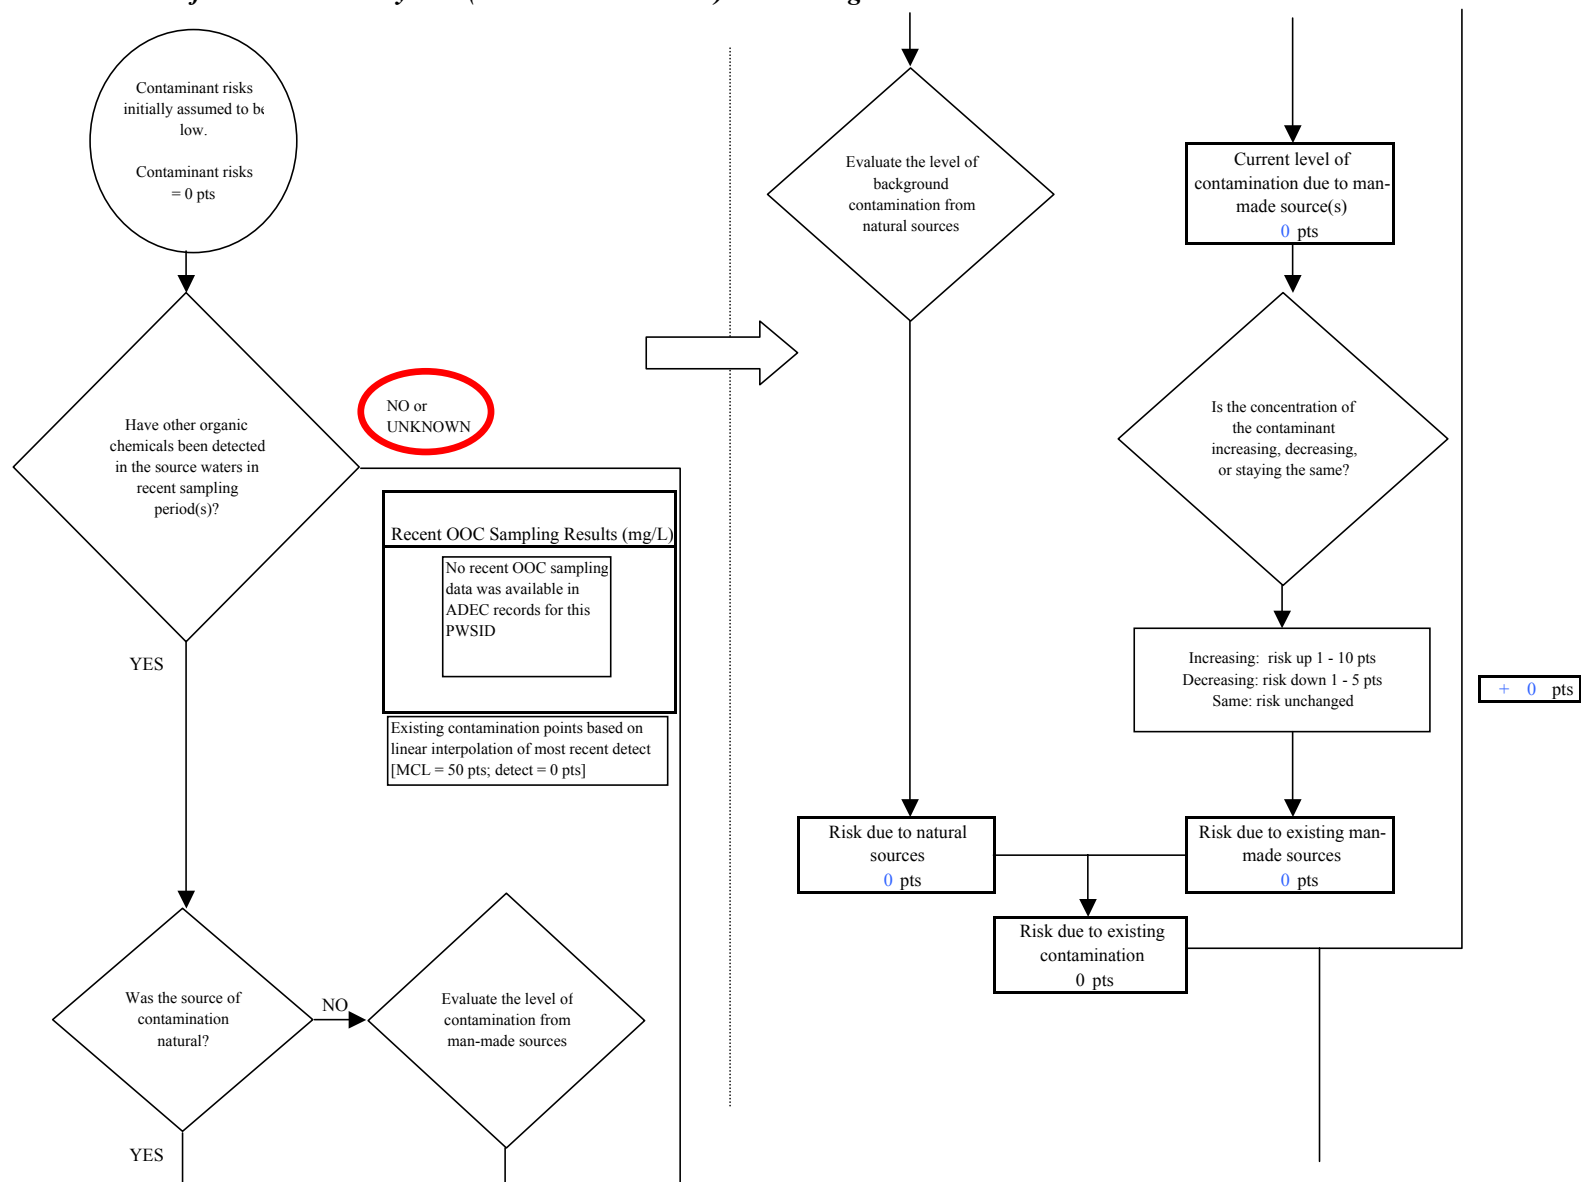 Contaminant risks
initially assumed to be
low.
Contaminant risks
= 0 pts
Have other organic
chemicals been detected
in the source waters in
recent sampling
period(s)?
NO or
UNKNOWN
Recent OOC Sampling Results (mg/L)
No recent OOC sampling
data was available in
ADEC records for this
PWSID
YES
Existing contamination points based on
linear interpolation of most recent detect
[MCL = 50 pts; detect = 0 pts]
Was the source of
contamination
natural?
NO
Evaluate the level of
contamination from
man-made sources
YES
Evaluate the level of
background
contamination from
natural sources
Current level of
contamination due to man-
made source(s)
0 pts
Is the concentration of
the contaminant
increasing, decreasing,
or staying the same?
Increasing: risk up 1 - 10 pts
Decreasing: risk down 1 - 5 pts
Same: risk unchanged
+ 0 pts
Risk due to natural
sources
0 pts
Risk due to existing man-
made sources
0 pts
Risk due to existing
contamination
0 pts